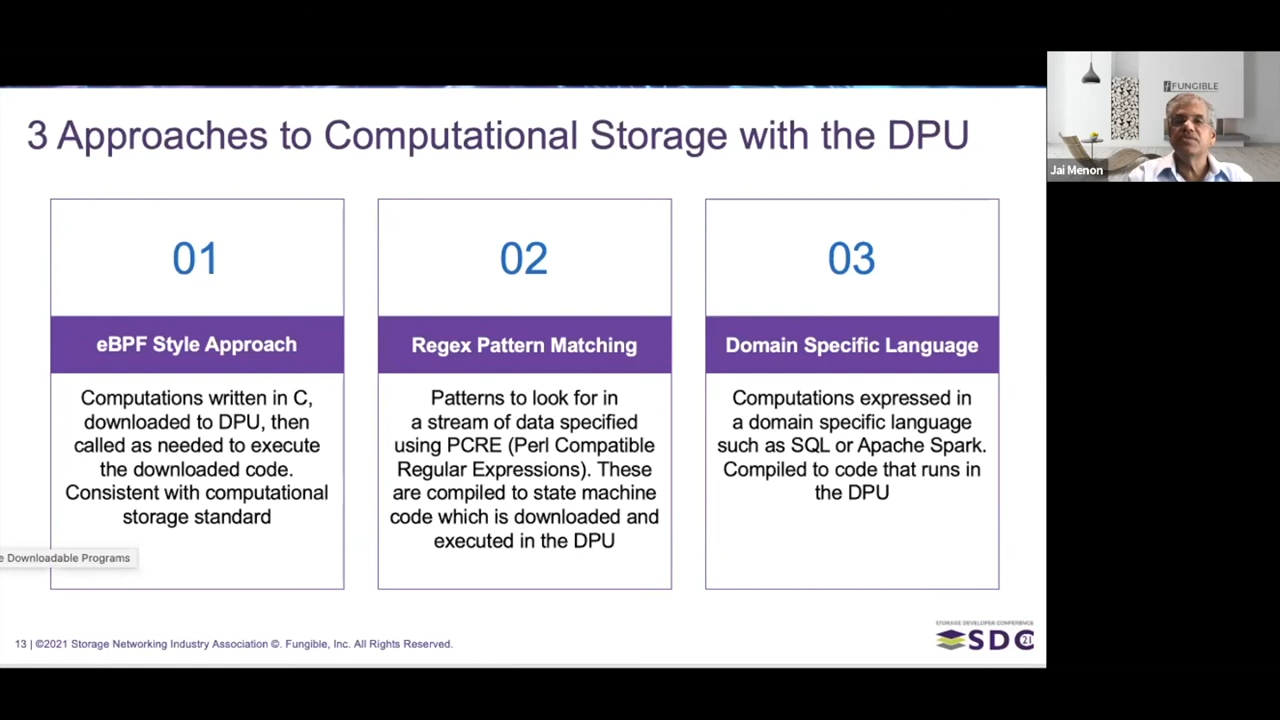 3 Approaches to Computational Storage with the DPU
01
eBPF Style Approach
Computations written in C,
downloaded to DPU, then
called as needed to execute
the downloaded code.
Consistent with computational
storage standard
02
Regex Pattern Matching
Patterns to look for in
a stream of data specified
using PCRE (Perl Compatible
Regular Expressions). These
are compiled to state machine
code which is downloaded and
executed in the DPU
03
Domain Specific Language
Computations expressed in
a domain specific language
such as SQL or Apache Spark.
Compiled to code that runs in
the DPU
e Downloadable Programs
13 | ©2021 Storage Networking Industry Association ©. Fungible, Inc. All Rights Reserved.
STORAGE DEVELOPER CONFERENCE
SDC 21
FUNGIBLE
Jai Menon